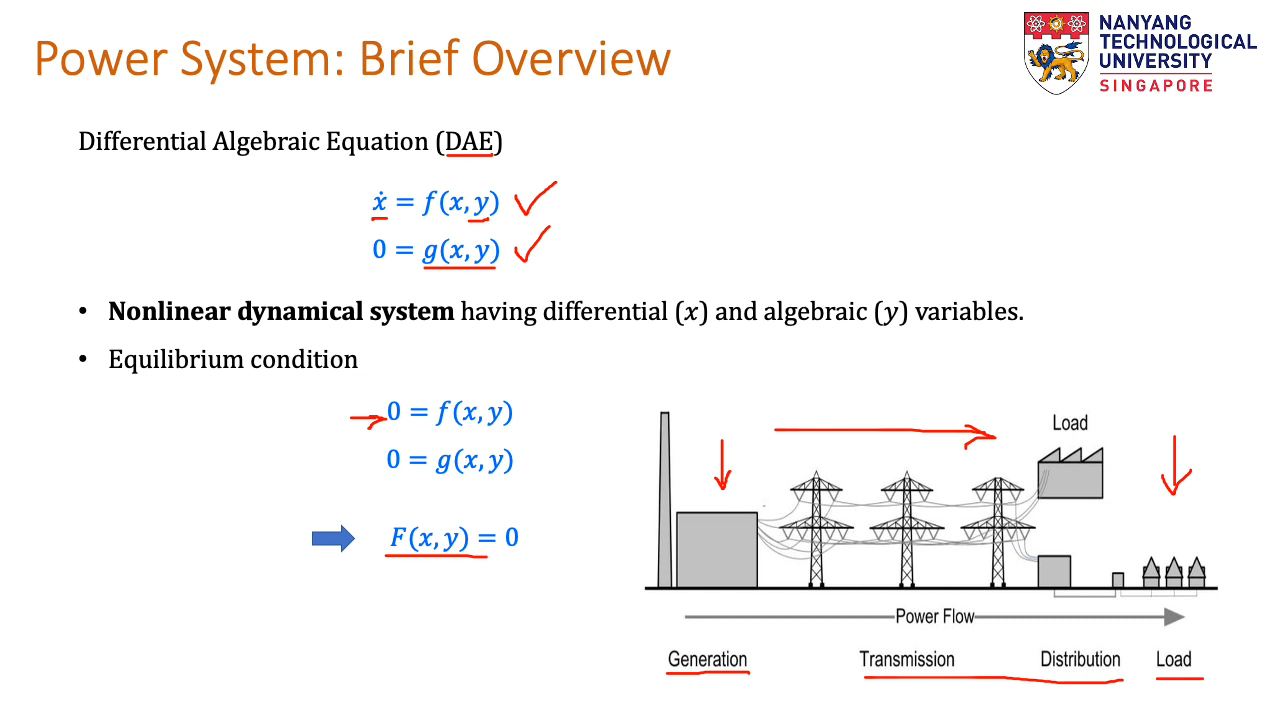 Power System: Brief Overview
NANYANG
TECHNOLOGICAL
UNIVERSITY
SINGAPORE
Differential Algebraic Equation (DAE)
ẋ = f(x, y)
0 = g(x, y)
• Nonlinear dynamical system having differential (x) and algebraic (y) variables.
• Equilibrium condition
0 = f(x, y)
0 = g(x, y)
F(x, y) = 0
Load
Power Flow
Generation Transmission Distribution Load